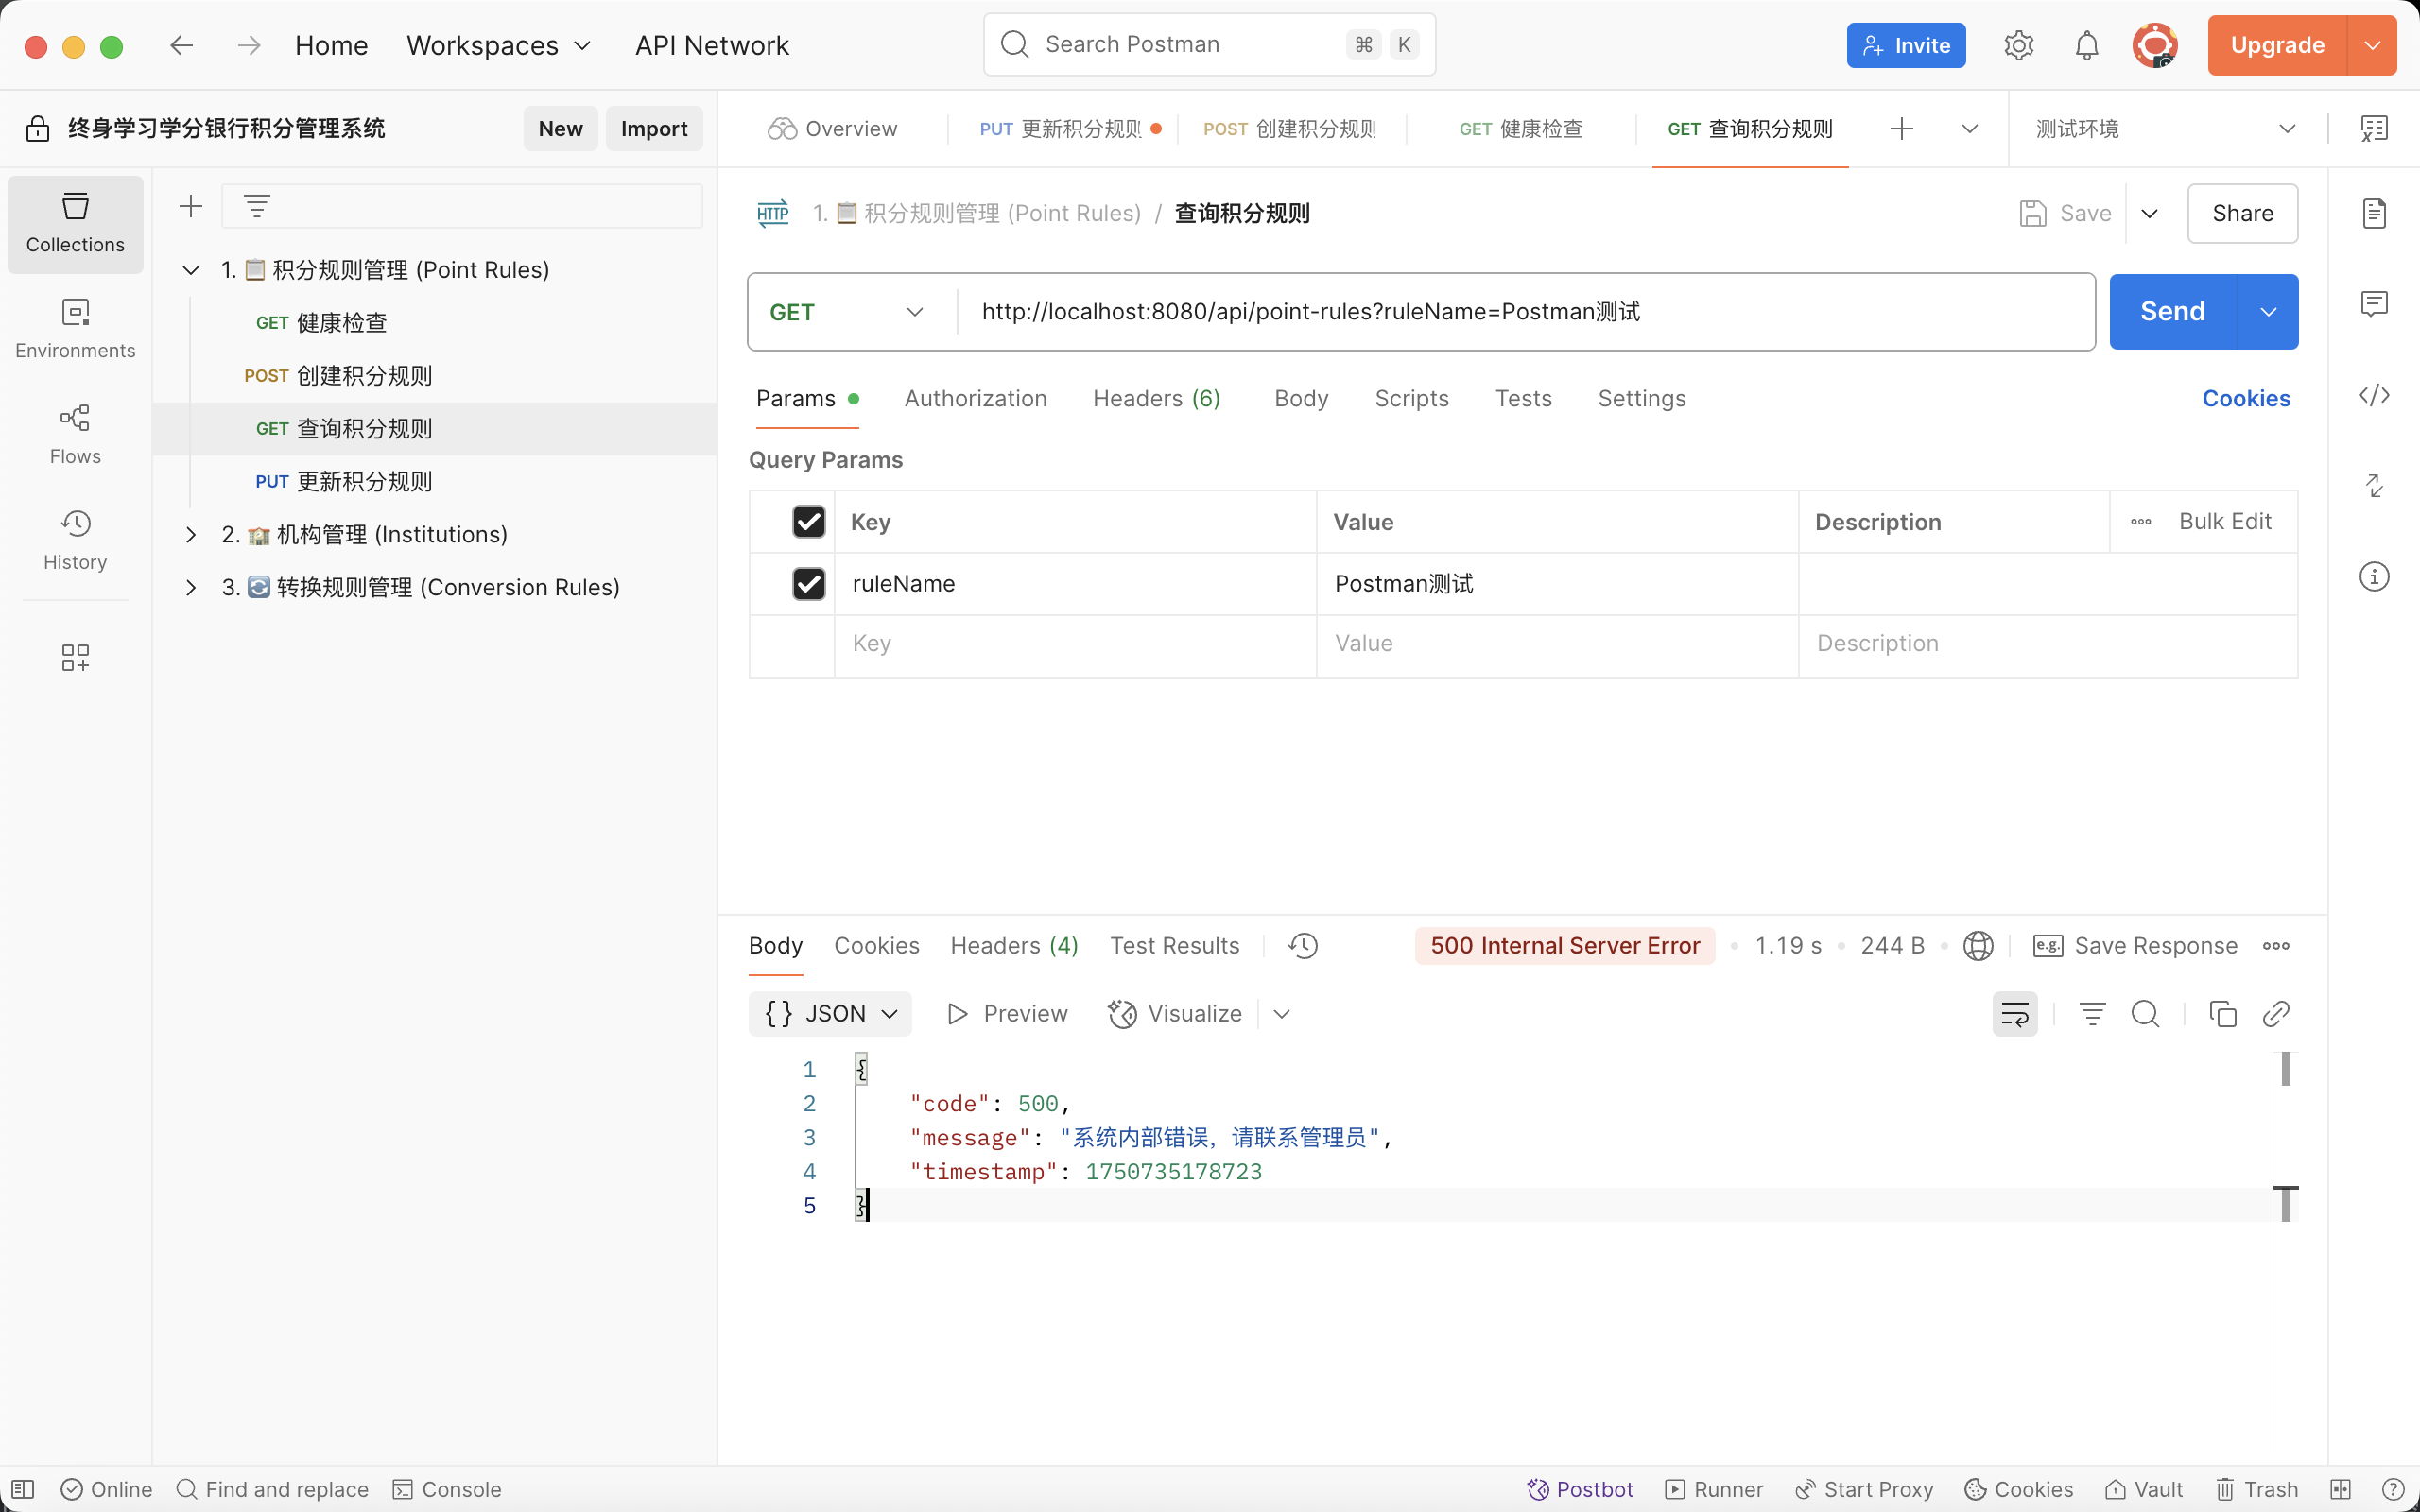 Home Workspaces API Network Search Postman ⌘ K Invite Upgrade
终身学习学分银行积分管理系统 New Import Overview PUT 更新积分规则 POST 创建积分规则 GET 健康检查 GET 查询积分规则 测试环境
Collections
Environments
Flows
History
1. 📋 积分规则管理 (Point Rules)
GET 健康检查
POST 创建积分规则
GET 查询积分规则
PUT 更新积分规则
2. 🏫 机构管理 (Institutions)
3. 🔄 转换规则管理 (Conversion Rules)
HTTP 1. 📋 积分规则管理 (Point Rules) / 查询积分规则 Save Share
GET http://localhost:8080/api/point-rules?ruleName=Postman测试 Send
Params Authorization Headers (6) Body Scripts Tests Settings Cookies
Query Params
Key Value Description Bulk Edit
ruleName Postman测试
Key Value Description
Body Cookies Headers (4) Test Results 500 Internal Server Error 1.19 s 244 B e.g. Save Response
{} JSON Preview Visualize
1 {
2 "code": 500,
3 "message": "系统内部错误，请联系管理员",
4 "timestamp": 1750735178723
5 }
Online Find and replace Console Postbot Runner Start Proxy Cookies Vault Trash